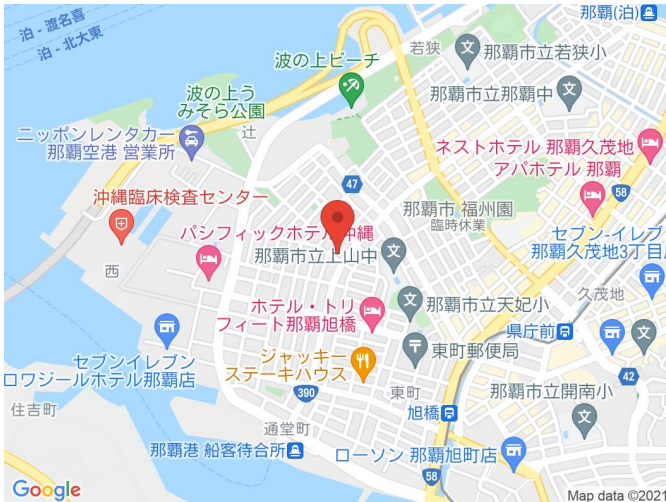 泊 - 渡名喜
泊 - 北大東
那覇(泊)
若狭
那覇市立若狭小
波の上ビーチ
那覇市立那覇中
波の上う
みそら公園
辻
ニッポンレンタカー
那覇空港 営業所
ネストホテル 那覇久茂地
アパホテル 那覇
47
58
沖縄臨床検査センター
那覇市 福州園
臨時休業
パシフィックホテル沖縄
セブン-イレブ
那覇久茂地3丁目
西
那覇市立上山中
久茂地
ホテル・トリ
フィート那覇旭橋
那覇市立天妃小
県庁前
セブンイレブン
ロワジールホテル那覇店
ジャッキー
ステーキハウス
東町郵便局
42
那覇市立開南小
390
東町
旭橋
住吉町
通堂町
那覇港 船客待合所
ローソン 那覇旭町店
58
Google
Map data ©2021